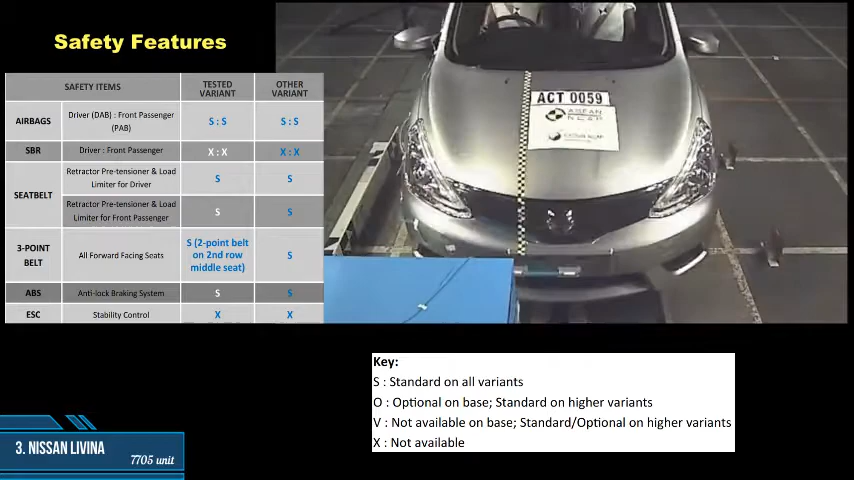 Safety Features
SAFETY ITEMS
TESTED VARIANT
OTHER VARIANT
AIRBAGS
Driver (DAB) : Front Passenger (PAB)
S : S
S : S
SBR
Driver : Front Passenger
X : X
X : X
SEATBELT
Retractor Pre-tensioner & Load Limiter for Driver
S
S
Retractor Pre-tensioner & Load Limiter for Front Passenger
S
S
3-POINT BELT
All Forward Facing Seats
S (2-point belt on 2nd row middle seat)
S
ABS
Anti-lock Braking System
S
S
ESC
Stability Control
X
X
ACT 0059
ASEAN
NCAP
Key:
S : Standard on all variants
O : Optional on base; Standard on higher variants
V : Not available on base; Standard/Optional on higher variants
X : Not available
3. NISSAN LIVINA
7705 unit